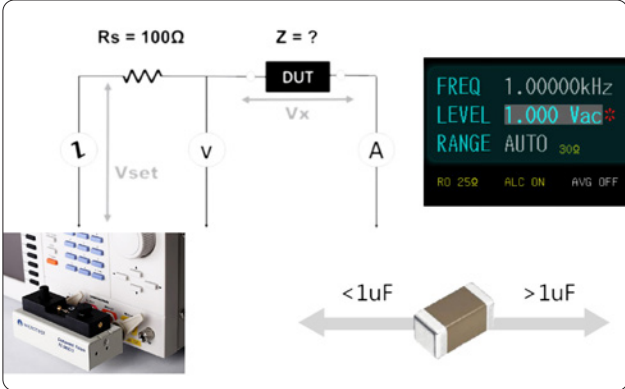 Rs = 100Ω
Z = ?
DUT
Vx
Vset
V
A
FREQ 1.00000kHz
LEVEL 1.000 Vac*
RANGE AUTO 30Ω
RO 25Ω ALC ON AVG OFF
<1uF
>1uF